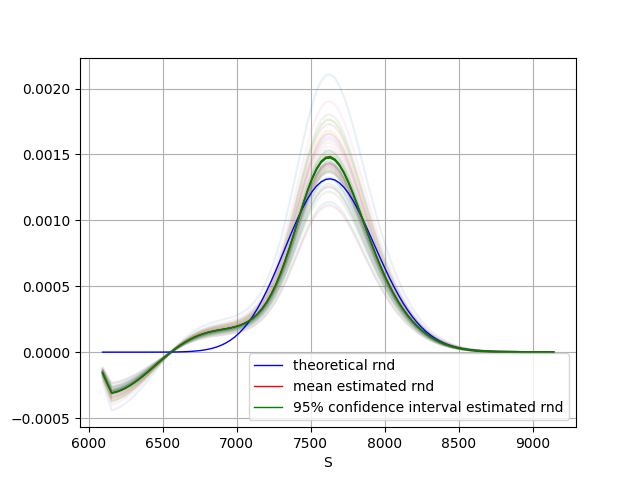 0.0020
0.0015
0.0010
0.0005
0.0000
−0.0005
theoretical rnd
mean estimated rnd
95% confidence interval estimated rnd
6000 6500 7000 7500 8000 8500 9000
S